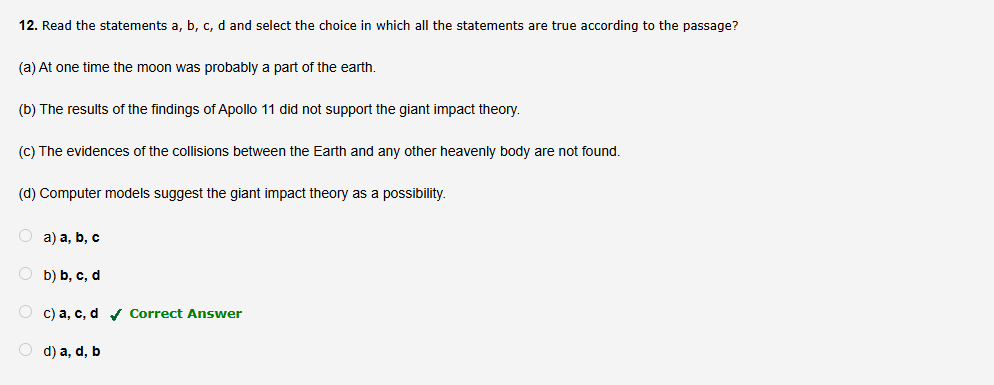 12. Read the statements a, b, c, d and select the choice in which all the statements are true according to the passage?
(a) At one time the moon was probably a part of the earth.
(b) The results of the findings of Apollo 11 did not support the giant impact theory.
(c) The evidences of the collisions between the Earth and any other heavenly body are not found.
(d) Computer models suggest the giant impact theory as a possibility.
a) a, b, c
b) b, c, d
c) a, c, d ✓ Correct Answer
d) a, d, b